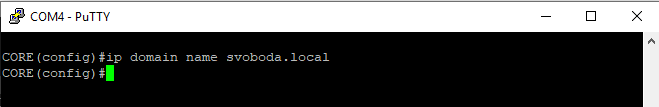 COM4 - PuTTY
CORE(config)#ip domain name svoboda.local
CORE(config)#